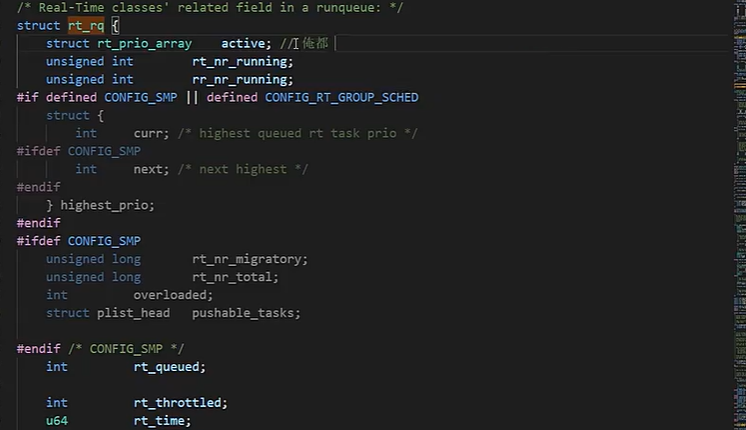 /* Real-Time classes' related field in a runqueue: */
struct rt_rq {
    struct rt_prio_array    active; //俺都
    unsigned int        rt_nr_running;
    unsigned int        rr_nr_running;
#if defined CONFIG_SMP || defined CONFIG_RT_GROUP_SCHED
    struct {
        int     curr; /* highest queued rt task prio */
#ifdef CONFIG_SMP
        int     next; /* next highest */
#endif
    } highest_prio;
#endif
#ifdef CONFIG_SMP
    unsigned long       rt_nr_migratory;
    unsigned long       rt_nr_total;
    int         overloaded;
    struct plist_head   pushable_tasks;
#endif /* CONFIG_SMP */
    int         rt_queued;
    int         rt_throttled;
    u64         rt_time;